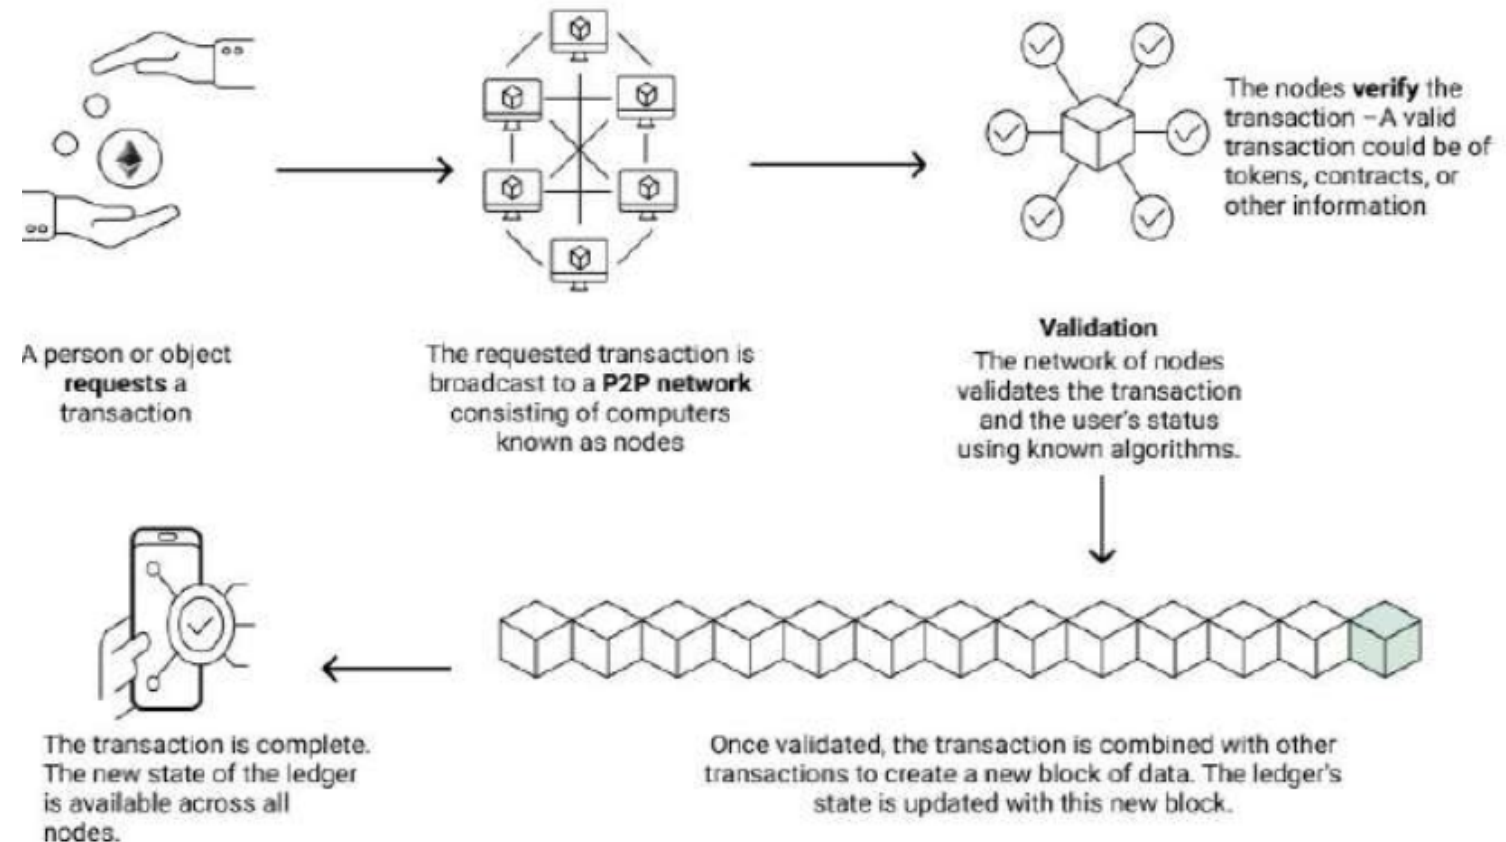 The nodes verify the
transaction –A valid
transaction could be of
tokens, contracts, or
other information
A person or object
requests a
transaction
The requested transaction is
broadcast to a P2P network
consisting of computers
known as nodes
Validation
The network of nodes
validates the transaction
and the user's status
using known algorithms.
The transaction is complete.
The new state of the ledger
is available across all
nodes.
Once validated, the transaction is combined with other
transactions to create a new block of data. The ledger's
state is updated with this new block.